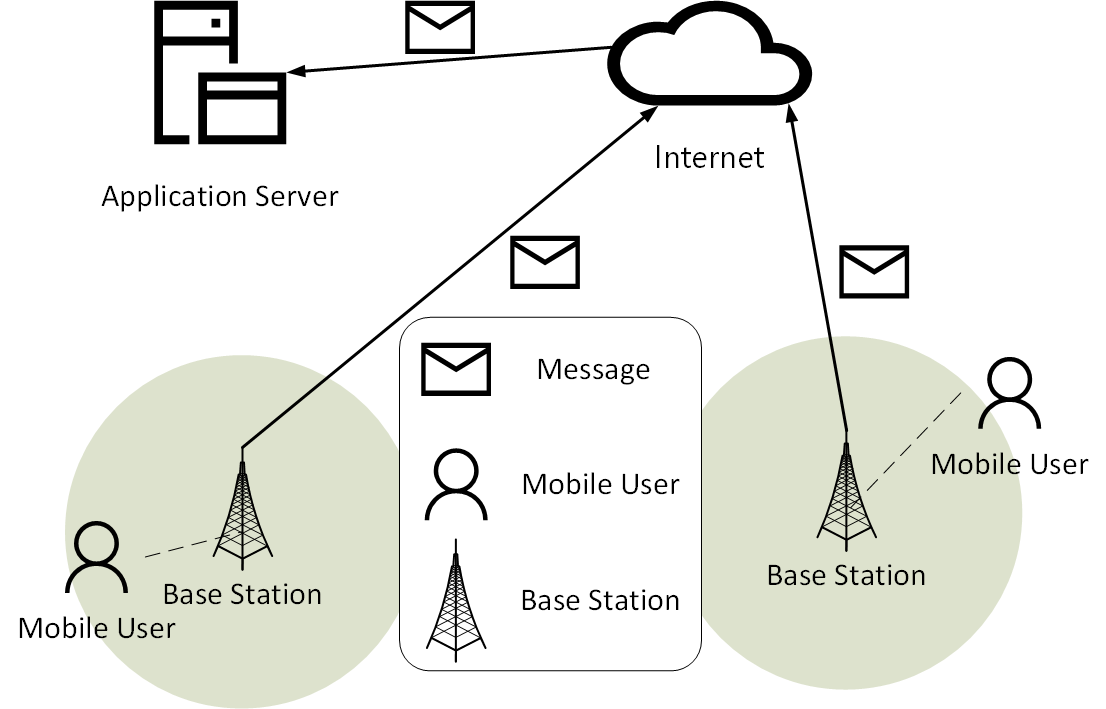 Internet
Application Server
Message
Mobile User
Mobile User
Base Station
Base Station
Base Station
Mobile User